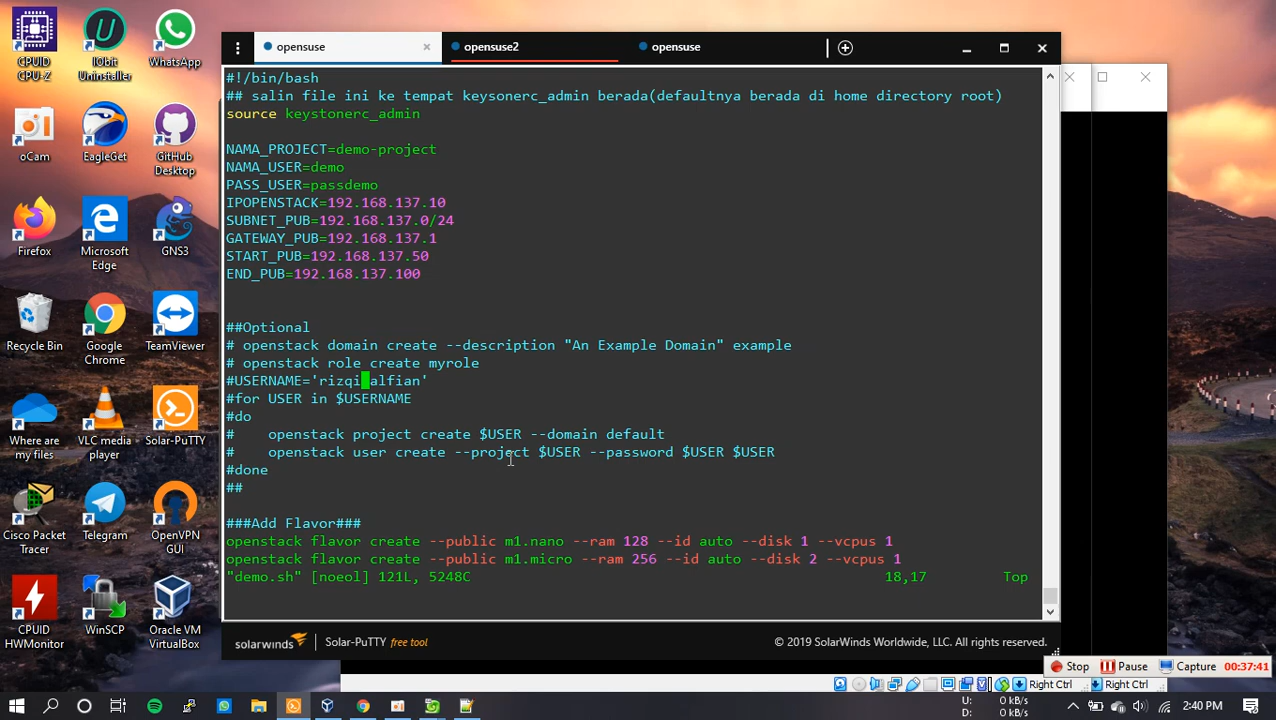 CPUID CPU-Z
IObit Uninstaller
WhatsApp
oCam
EagleGet
GitHub Desktop
Firefox
Microsoft Edge
GNS3
Recycle Bin
Google Chrome
TeamViewer
Where are my files
VLC media player
Solar-PuTTY
Cisco Packet Tracer
Telegram
OpenVPN GUI
CPUID HWMonitor
WinSCP
Oracle VM VirtualBox
opensuse
opensuse2
opensuse
#!/bin/bash
## salin file ini ke tempat keysonerc_admin berada(defaultnya berada di home directory root)
source keystonerc_admin
NAMA_PROJECT=demo-project
NAMA_USER=demo
PASS_USER=passdemo
IPOPENSTACK=192.168.137.10
SUBNET_PUB=192.168.137.0/24
GATEWAY_PUB=192.168.137.1
START_PUB=192.168.137.50
END_PUB=192.168.137.100
##Optional
# openstack domain create --description "An Example Domain" example
# openstack role create myrole
#USERNAME='rizqi alfian'
#for USER in $USERNAME
#do
#    openstack project create $USER --domain default
#    openstack user create --project $USER --password $USER $USER
#done
##
###Add Flavor###
openstack flavor create --public m1.nano --ram 128 --id auto --disk 1 --vcpus 1
openstack flavor create --public m1.micro --ram 256 --id auto --disk 2 --vcpus 1
"demo.sh" [noeol] 121L, 5248C 18,17 Top
solarwinds Solar-PuTTY free tool © 2019 SolarWinds Worldwide, LLC. All rights reserved.
Stop Pause Capture 00:37:41
Right Ctrl Right Ctrl
U: 0 kB/s
D: 0 kB/s
2:40 PM